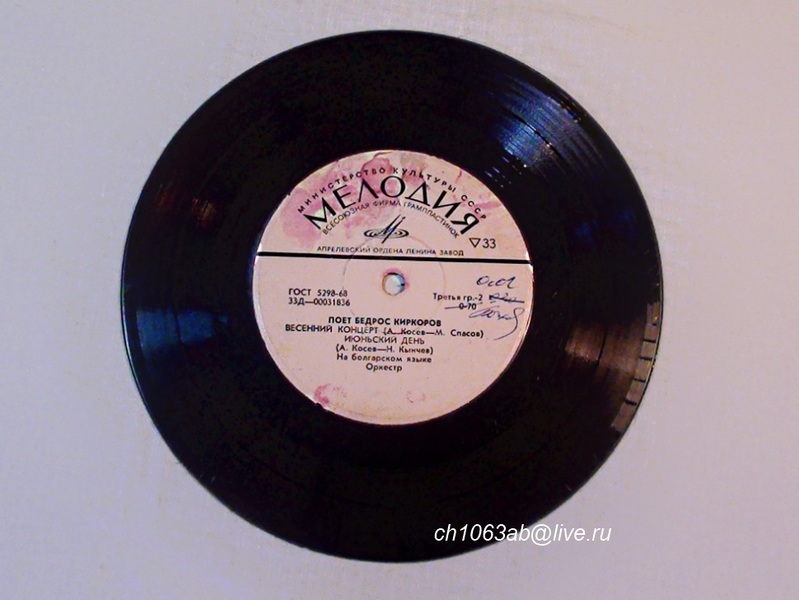 МИНИСТЕРСТВО КУЛЬТУРЫ СССР
МЕЛОДИЯ
ВСЕСОЮЗНАЯ ФИРМА ГРАМПЛАСТИНОК
▽33
АПРЕЛЕВСКИЙ ОРДЕНА ЛЕНИНА ЗАВОД
ГОСТ 5298-68
33Д—00031836
Третья гр.-2
0-70
ПОЕТ БЕДРОС КИРКОРОВ
ВЕСЕННИЙ КОНЦЕРТ (А. Косев—М. Спасов)
ИЮНЬСКИЙ ДЕНЬ
(А. Косев—Н. Кынчев)
На болгарском языке
Оркестр
ch1063ab@live.ru